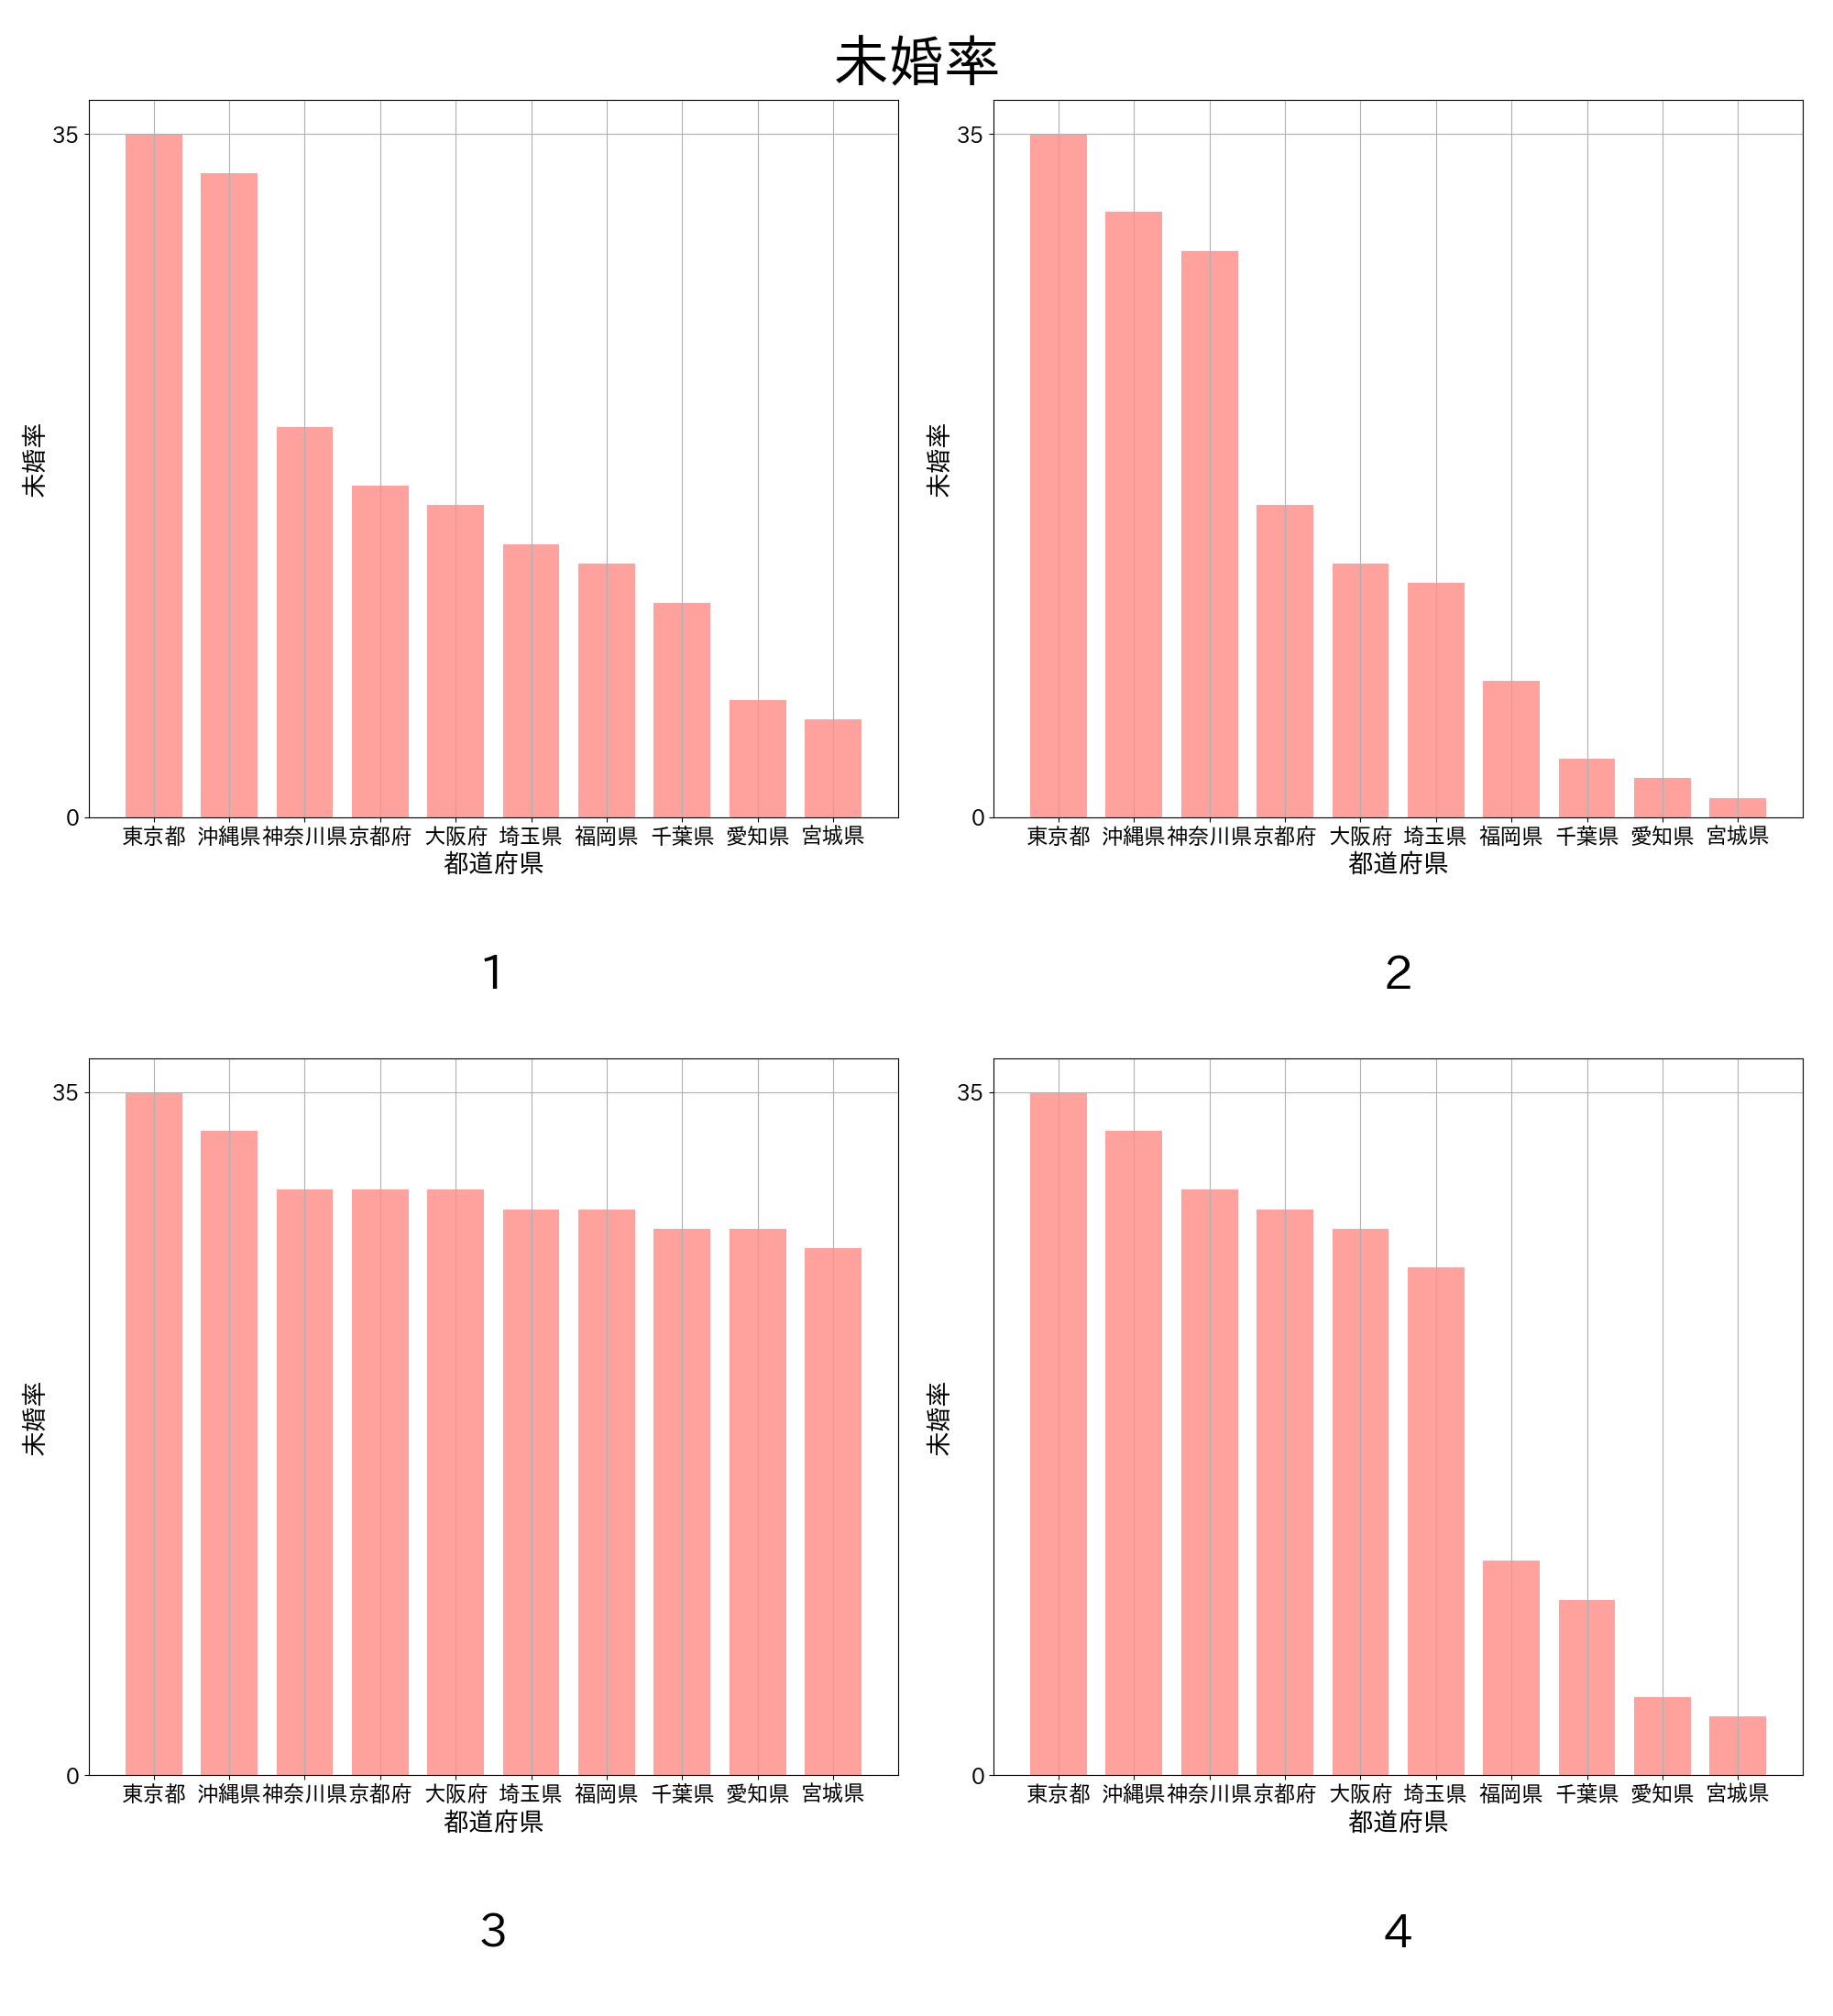 未婚率
35
0
未婚率
東京都 沖縄県 神奈川県 京都府 大阪府 埼玉県 福岡県 千葉県 愛知県 宮城県
都道府県
1
35
0
未婚率
東京都 沖縄県 神奈川県 京都府 大阪府 埼玉県 福岡県 千葉県 愛知県 宮城県
都道府県
2
35
0
未婚率
東京都 沖縄県 神奈川県 京都府 大阪府 埼玉県 福岡県 千葉県 愛知県 宮城県
都道府県
3
35
0
未婚率
東京都 沖縄県 神奈川県 京都府 大阪府 埼玉県 福岡県 千葉県 愛知県 宮城県
都道府県
4